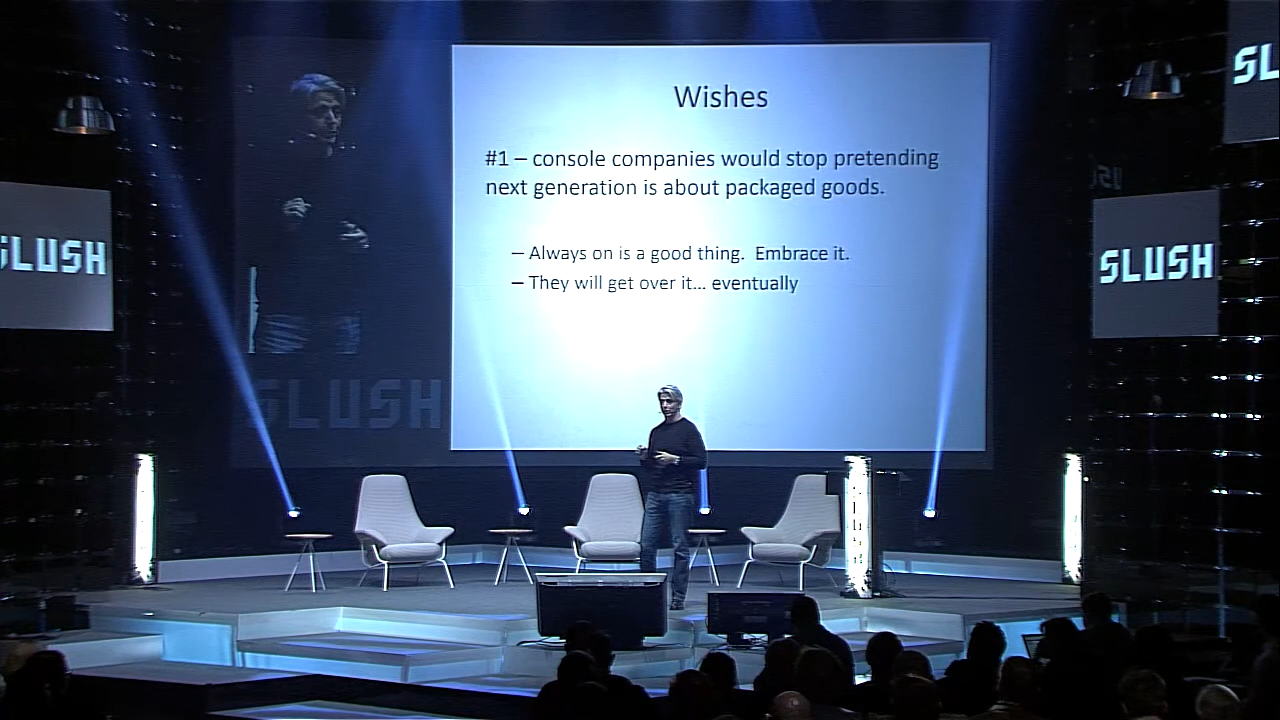 Wishes
#1 – console companies would stop pretending
next generation is about packaged goods.
– Always on is a good thing.  Embrace it.
– They will get over it... eventually
SL
SLUSH
SLUSH
SLUSH